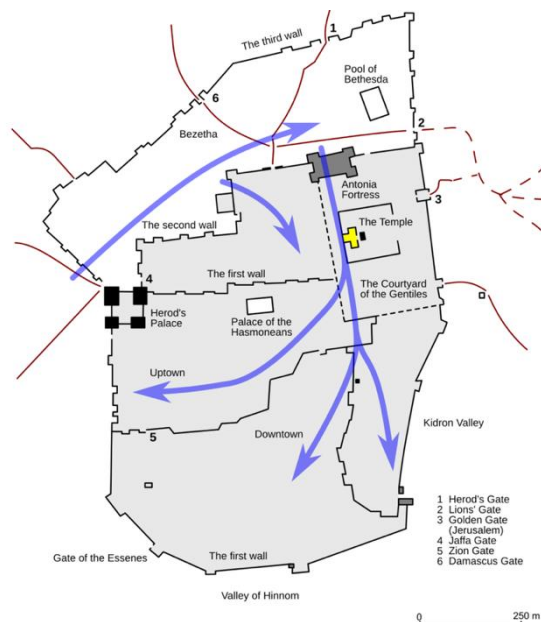 The third wall
1
Pool of
Bethesda
6
Bezetha
2
Antonia
Fortress
3
The Temple
The second wall
The first wall
The Courtyard
of the Gentiles
4
Herod's
Palace
Palace of the
Hasmoneans
Uptown
5
Downtown
Kidron Valley
1 Herod's Gate
2 Lions' Gate
3 Golden Gate
(Jerusalem)
4 Jaffa Gate
5 Zion Gate
6 Damascus Gate
Gate of the Essenes
The first wall
Valley of Hinnom
0 250 m